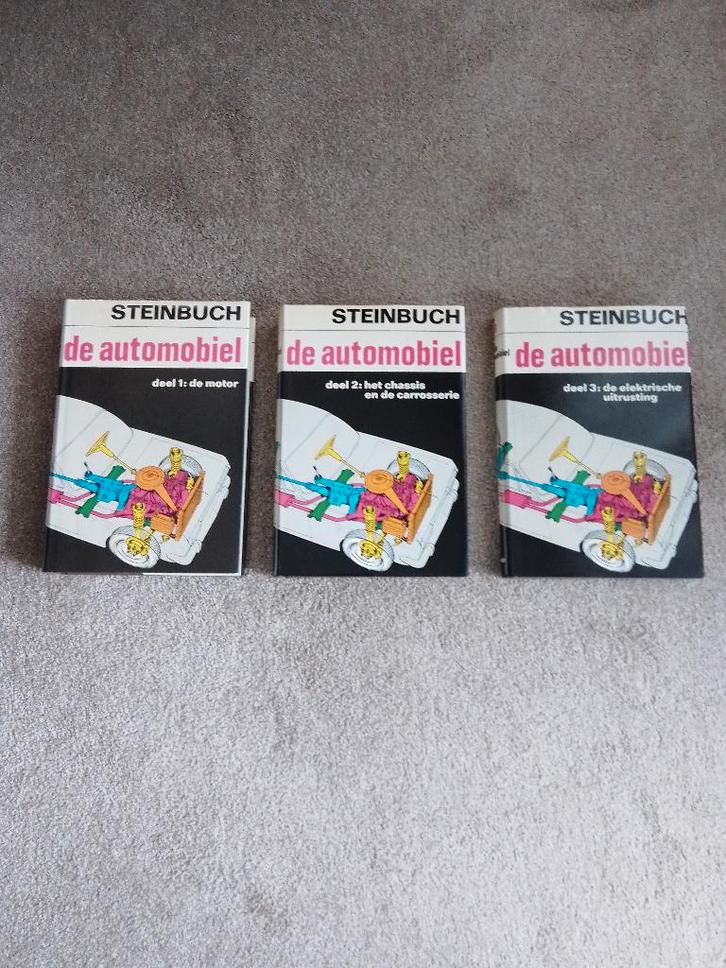 STEINBUCH
de automobiel
deel 1: de motor
STEINBUCH
de automobiel
deel 2: het chassis
en de carrosserie
STEINBUCH
de automobiel
deel 3: de elektrische
uitrusting